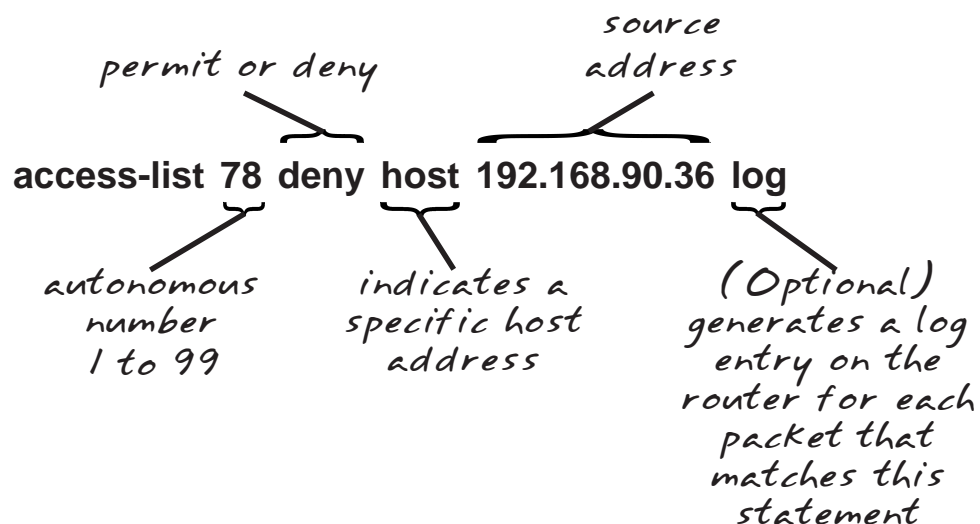 source
address
permit or deny
access-list 78 deny host 192.168.90.36 log
autonomous
number
1 to 99
indicates a
specific host
address
(Optional)
generates a log
entry on the
router for each
packet that
matches this
statement